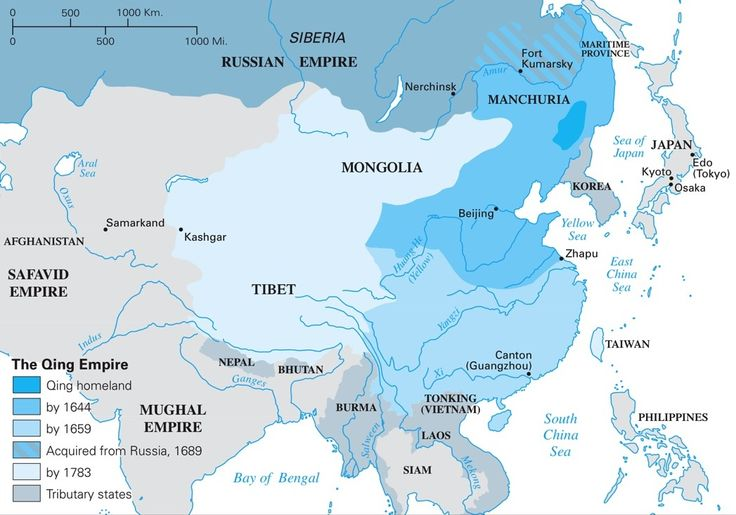 0 500 1000 Km.
0 500 1000 Mi.
SIBERIA
RUSSIAN EMPIRE
Nerchinsk
Amur
Fort
Kumarsky
MARITIME
PROVINCE
MANCHURIA
Aral
Sea
Oxus
MONGOLIA
Sea of
Japan
JAPAN
Edo
(Tokyo)
Kyoto
Osaka
KOREA
Samarkand
Kashgar
Beijing
Yellow
Sea
AFGHANISTAN
Huang He
(Yellow)
Zhapu
SAFAVID
EMPIRE
TIBET
East
China
Sea
Indus
Yangzi
NEPAL
BHUTAN
Ganges
Canton
(Guangzhou)
Xi
TAIWAN
MUGHAL
EMPIRE
BURMA
Salween
TONKING
(VIETNAM)
LAOS
SIAM
Mekong
South
China
Sea
PHILIPPINES
Bay of Bengal
The Qing Empire
Qing homeland
by 1644
by 1659
Acquired from Russia, 1689
by 1783
Tributary states